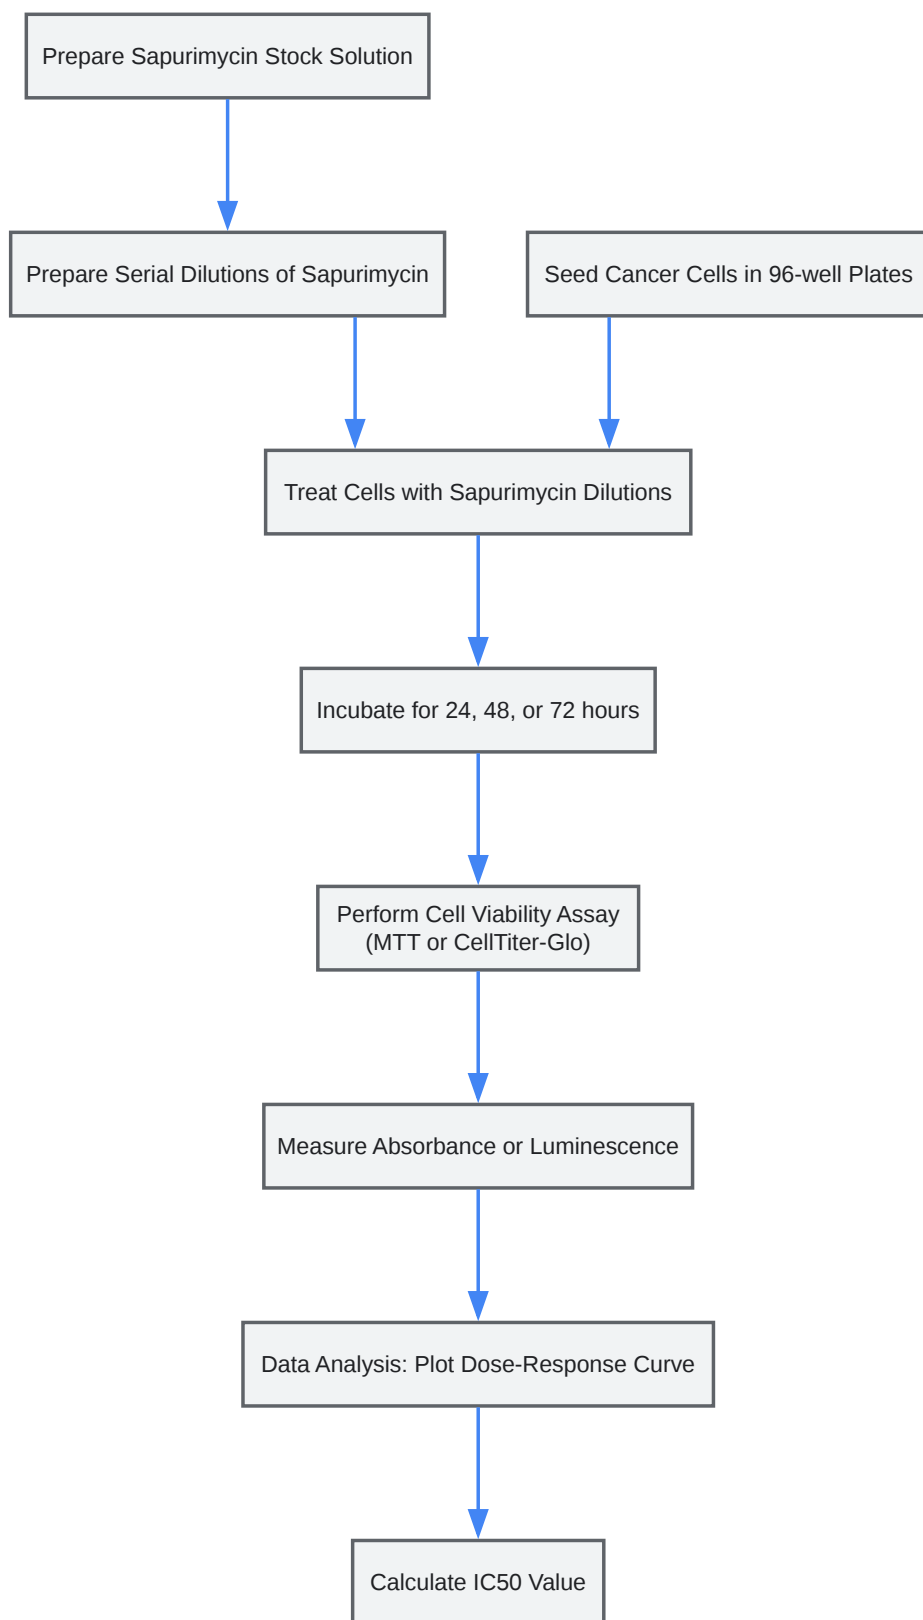 Prepare Sapurimycin Stock Solution
Prepare Serial Dilutions of Sapurimycin
Seed Cancer Cells in 96-well Plates
Treat Cells with Sapurimycin Dilutions
Incubate for 24, 48, or 72 hours
Perform Cell Viability Assay
(MTT or CellTiter-Glo)
Measure Absorbance or Luminescence
Data Analysis: Plot Dose-Response Curve
Calculate IC50 Value